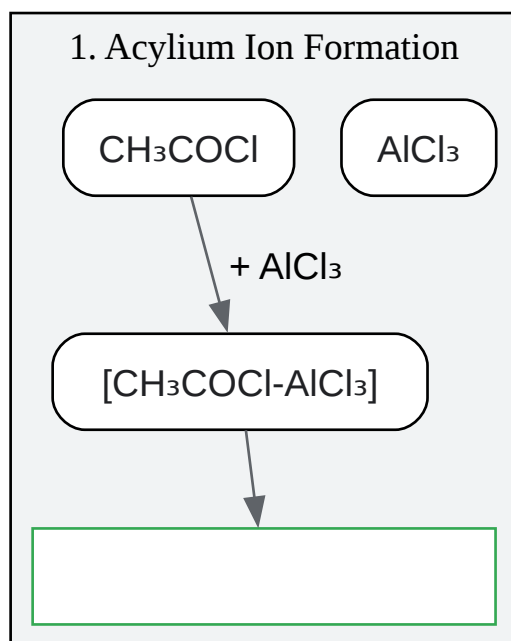 1. Acylium Ion Formation
CH₃COCl
AlCl₃
+ AlCl₃
[CH₃COCl-AlCl₃]